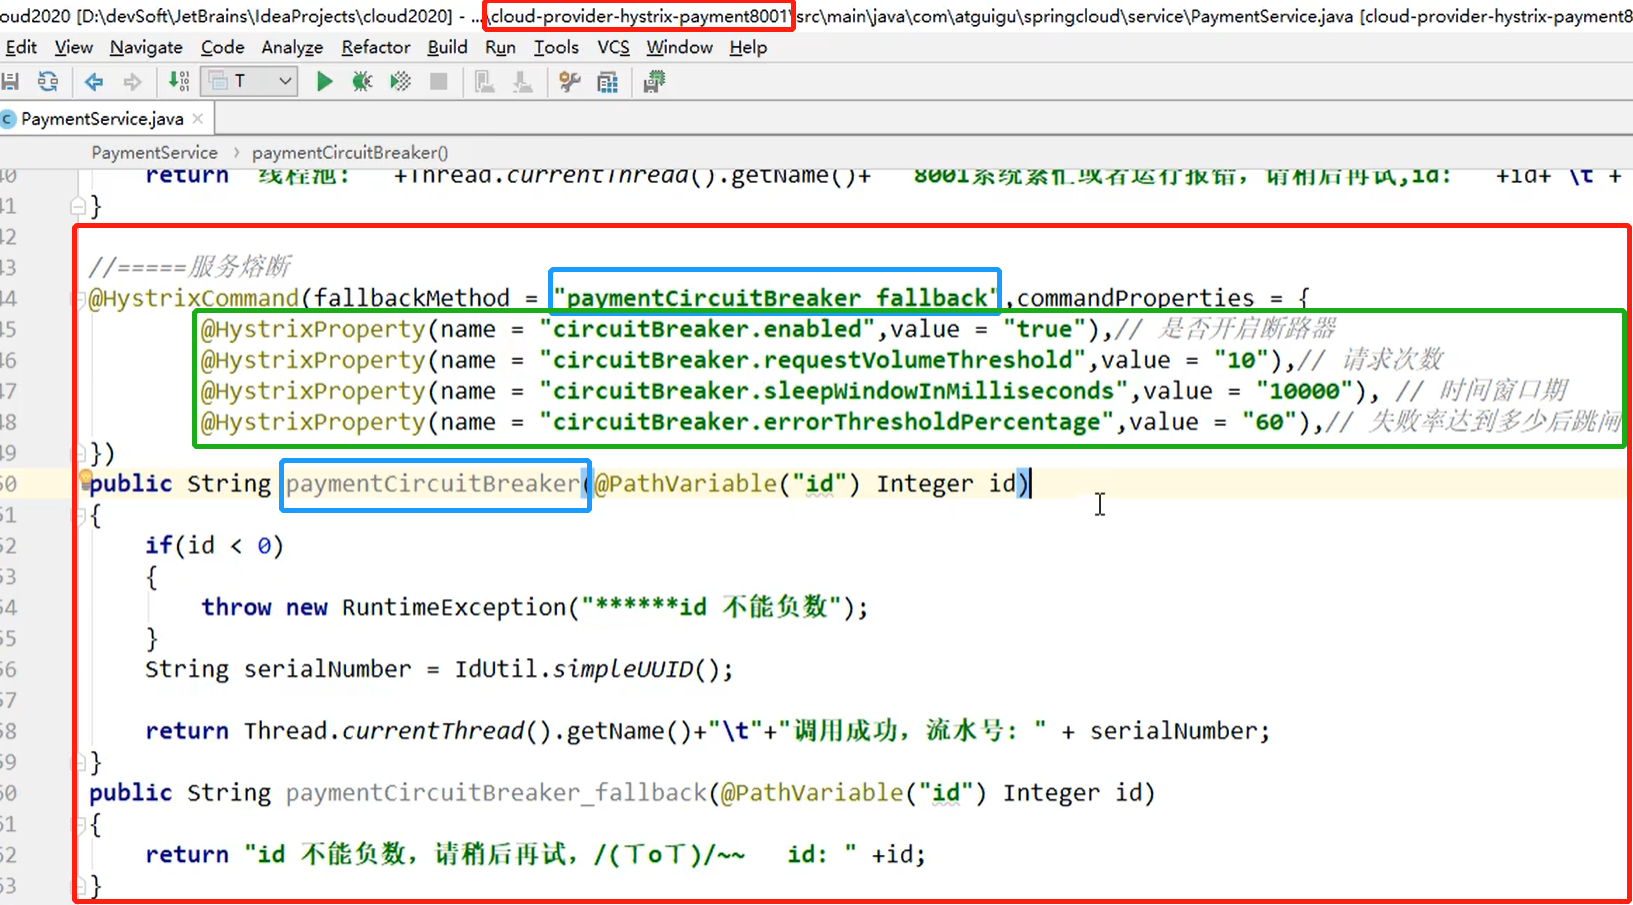 cloud2020 [D:\devSoft\JetBrains\IdeaProjects\cloud2020] - ...\cloud-provider-hystrix-payment8001\src\main\java\com\atguigu\springcloud\service\PaymentService.java [cloud-provider-hystrix-payment8
Edit View Navigate Code Analyze Refactor Build Run Tools VCS Window Help
T
PaymentService.java
PaymentService › paymentCircuitBreaker()
return "线程池: "+Thread.currentThread().getName()+" 8001系统繁忙或者运行报错，请稍后再试,id: "+id+"\t"+
41 }
42
43 //=====服务熔断
44 @HystrixCommand(fallbackMethod = "paymentCircuitBreaker_fallback",commandProperties = {
45 @HystrixProperty(name = "circuitBreaker.enabled",value = "true"),// 是否开启断路器
46 @HystrixProperty(name = "circuitBreaker.requestVolumeThreshold",value = "10"),// 请求次数
47 @HystrixProperty(name = "circuitBreaker.sleepWindowInMilliseconds",value = "10000"), // 时间窗口期
48 @HystrixProperty(name = "circuitBreaker.errorThresholdPercentage",value = "60"),// 失败率达到多少后跳闸
49 })
50 public String paymentCircuitBreaker(@PathVariable("id") Integer id)
51 {
52 if(id < 0)
53 {
54 throw new RuntimeException("******id 不能负数");
55 }
56 String serialNumber = IdUtil.simpleUUID();
57
58 return Thread.currentThread().getName()+"\t"+"调用成功，流水号: " + serialNumber;
59 }
60 public String paymentCircuitBreaker_fallback(@PathVariable("id") Integer id)
61 {
62 return "id 不能负数，请稍后再试，/(ㄒoㄒ)/~~   id: " +id;
63 }